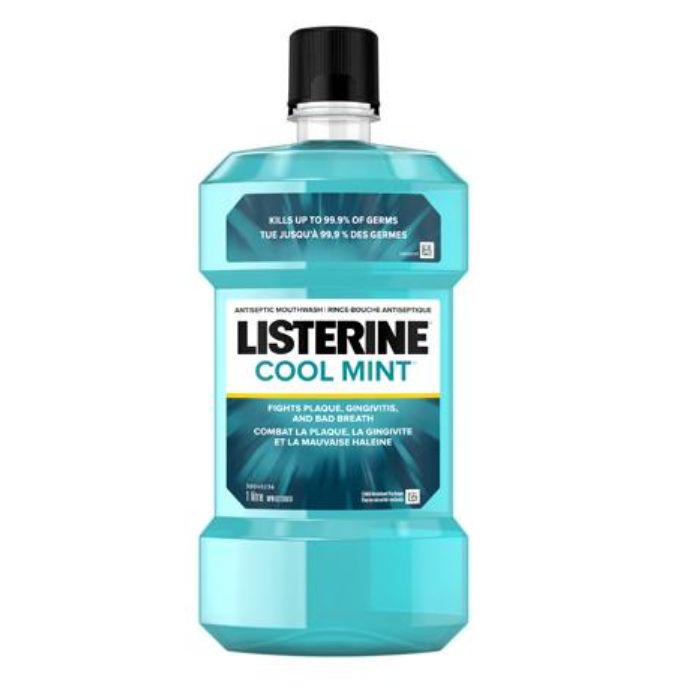 KILLS UP TO 99.9% OF GERMS
TUE JUSQU'À 99,9 % DES GERMES
ANTISEPTIC MOUTHWASH | RINCE-BOUCHE ANTISEPTIQUE
LISTERINE
COOL MINT
FIGHTS PLAQUE, GINGIVITIS,
AND BAD BREATH
COMBAT LA PLAQUE, LA GINGIVITE
ET LA MAUVAISE HALEINE
1 litre